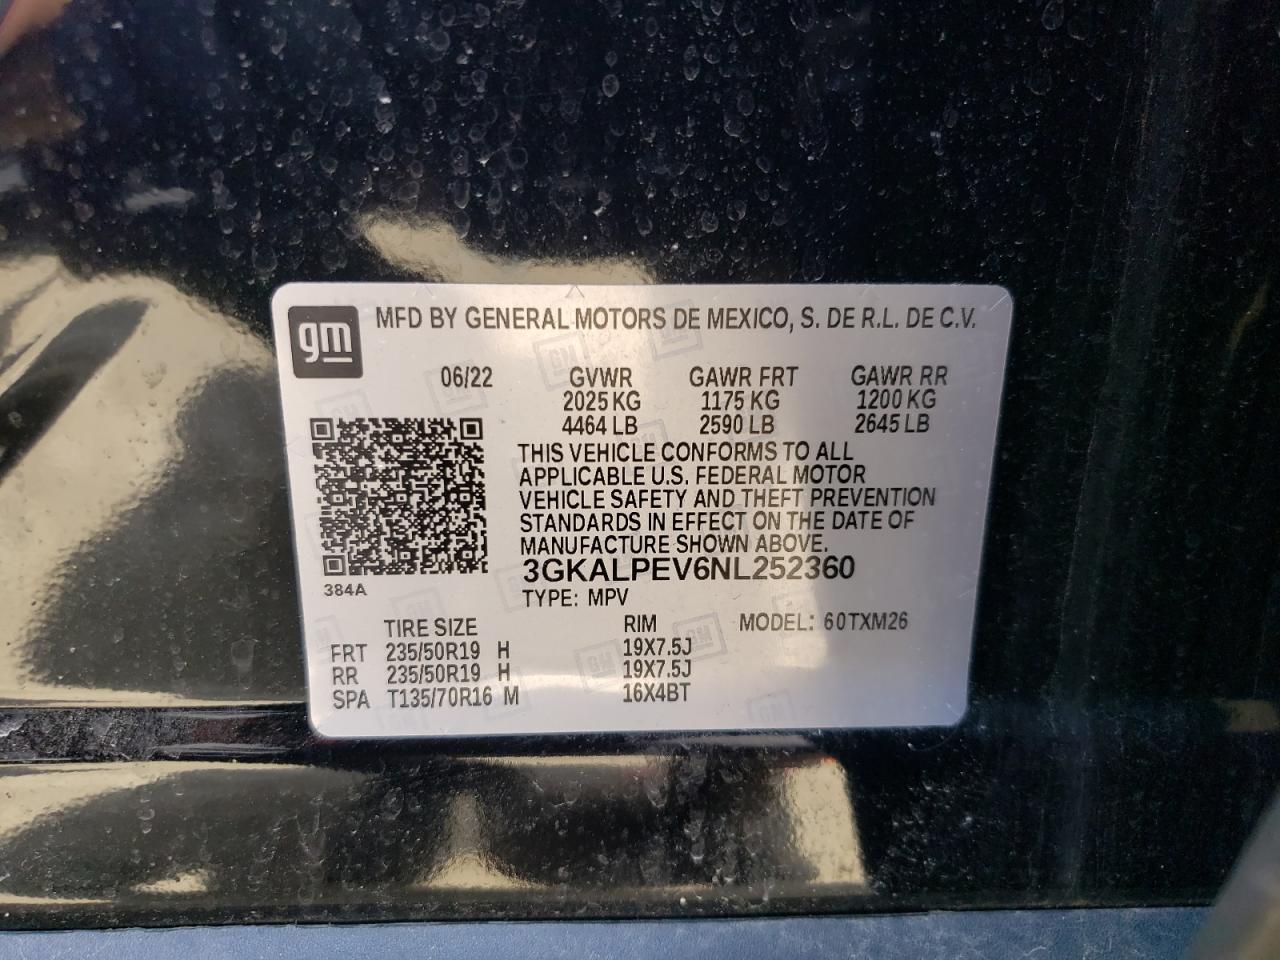 gm MFD BY GENERAL MOTORS DE MEXICO, S. DE R.L. DE C.V.
06/22 GVWR GAWR FRT GAWR RR
2025 KG 1175 KG 1200 KG
4464 LB 2590 LB 2645 LB
THIS VEHICLE CONFORMS TO ALL
APPLICABLE U.S. FEDERAL MOTOR
VEHICLE SAFETY AND THEFT PREVENTION
STANDARDS IN EFFECT ON THE DATE OF
MANUFACTURE SHOWN ABOVE.
3GKALPEV6NL252360
384A
TYPE: MPV
TIRE SIZE RIM MODEL: 60TXM26
FRT 235/50R19 H 19X7.5J
RR 235/50R19 H 19X7.5J
SPA T135/70R16 M 16X4BT